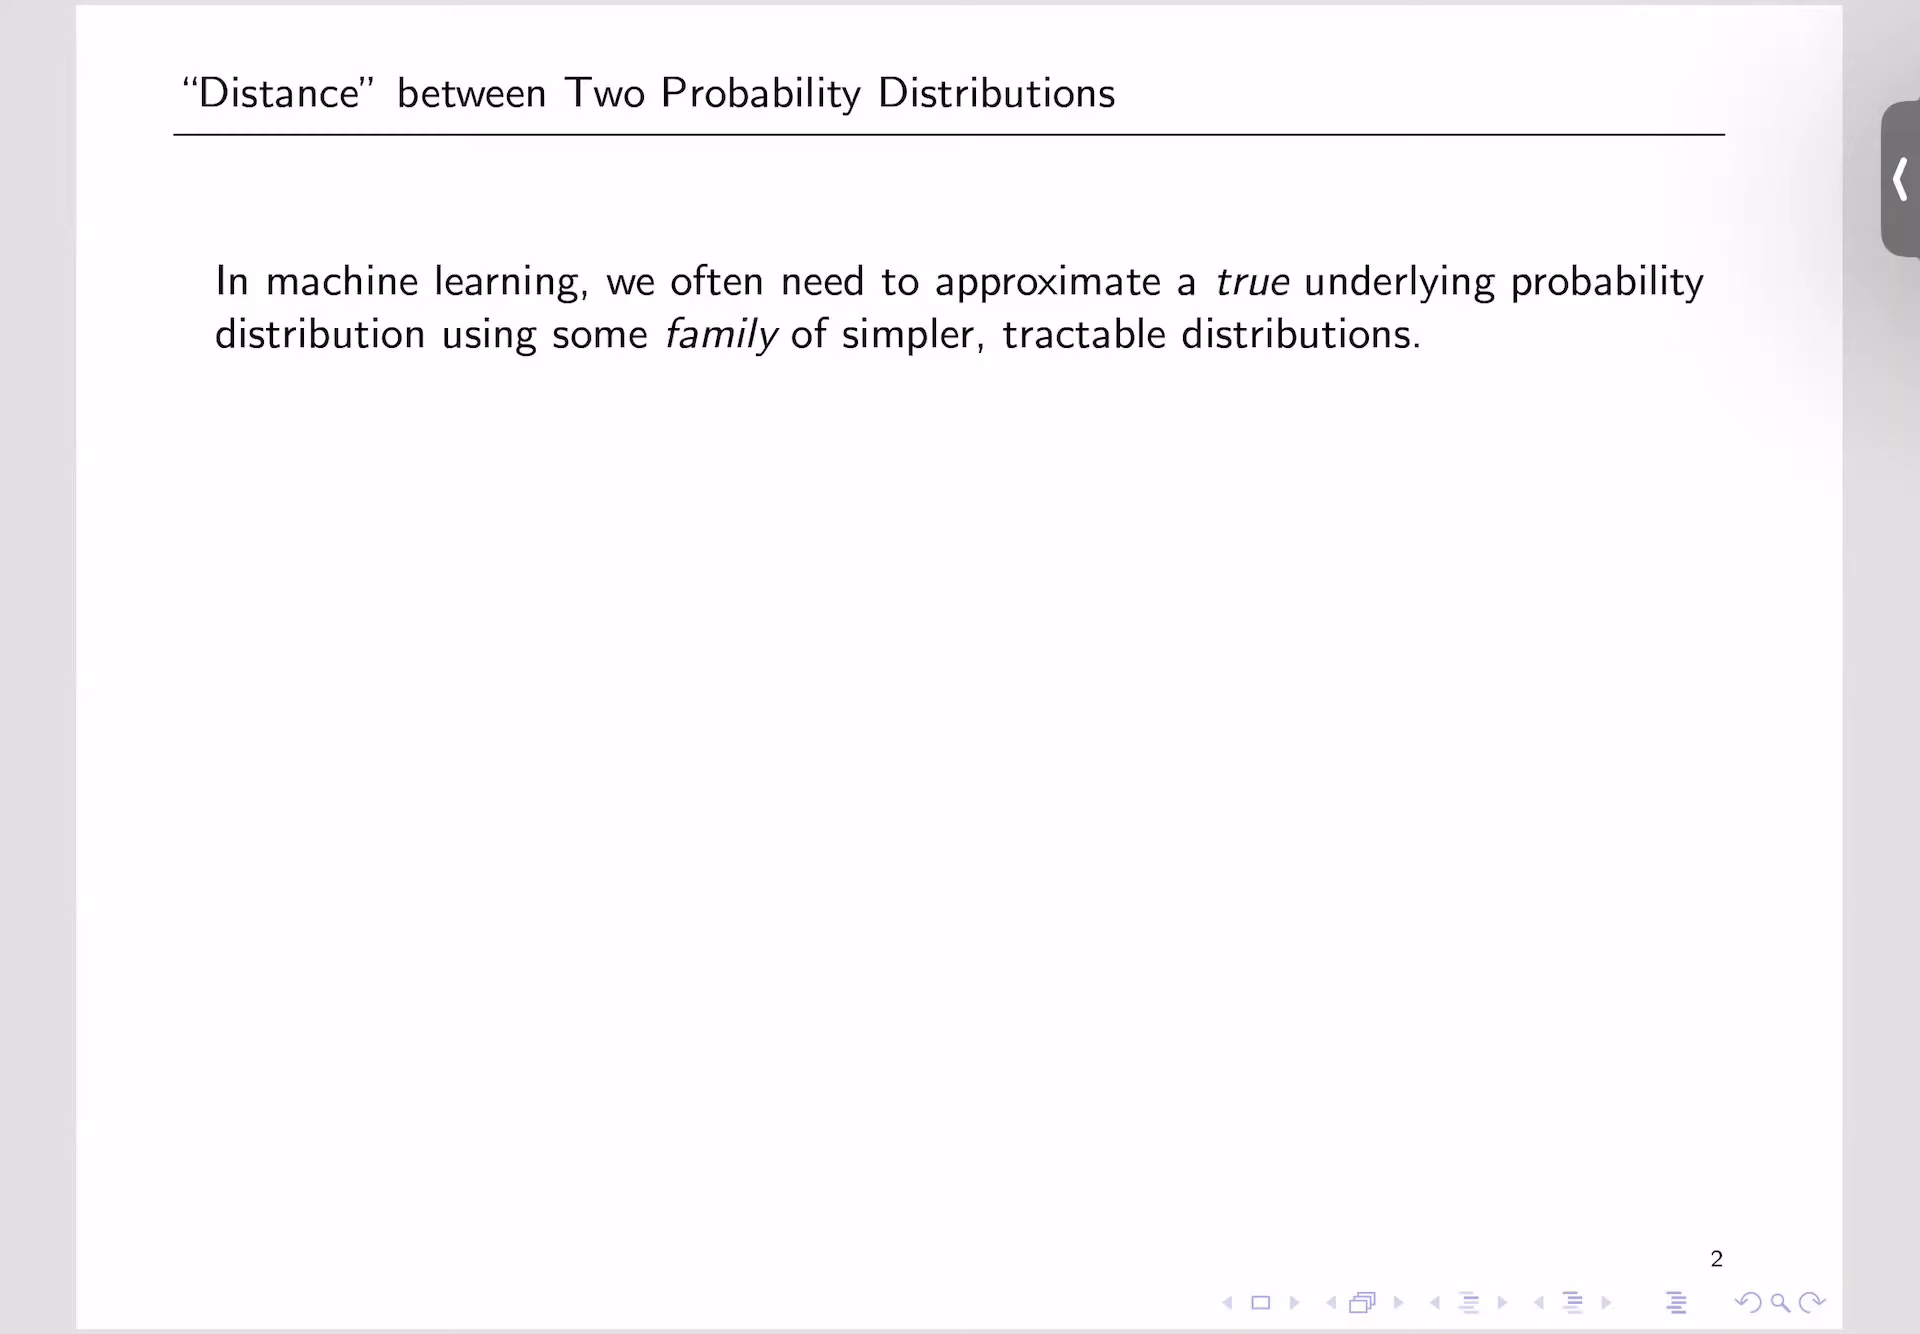 “Distance” between Two Probability Distributions
In machine learning, we often need to approximate a true underlying probability
distribution using some family of simpler, tractable distributions.
2